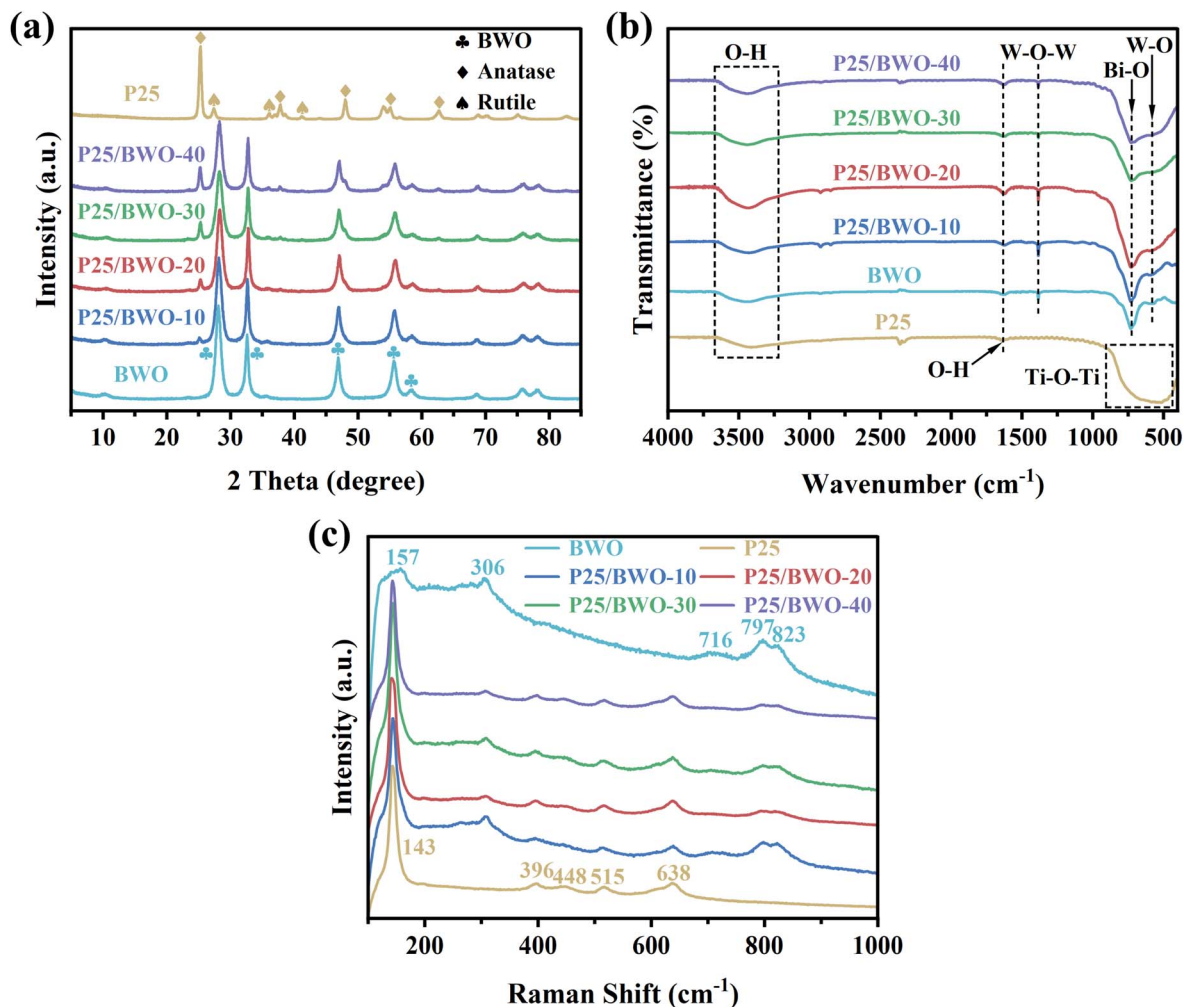 (a)
♣ BWO
♦ Anatase
♠ Rutile
P25
P25/BWO-40
P25/BWO-30
P25/BWO-20
P25/BWO-10
BWO
Intensity (a.u.)
10 20 30 40 50 60 70 80
2 Theta (degree)
(b)
O-H
W-O-W
W-O
Bi-O
P25/BWO-40
P25/BWO-30
P25/BWO-20
P25/BWO-10
BWO
P25
O-H
Ti-O-Ti
Transmittance (%)
4000 3500 3000 2500 2000 1500 1000 500
Wavenumber (cm⁻¹)
(c)
BWO P25
P25/BWO-10 P25/BWO-20
P25/BWO-30 P25/BWO-40
157
306
716
797
823
143
396
448
515
638
Intensity (a.u.)
200 400 600 800 1000
Raman Shift (cm⁻¹)